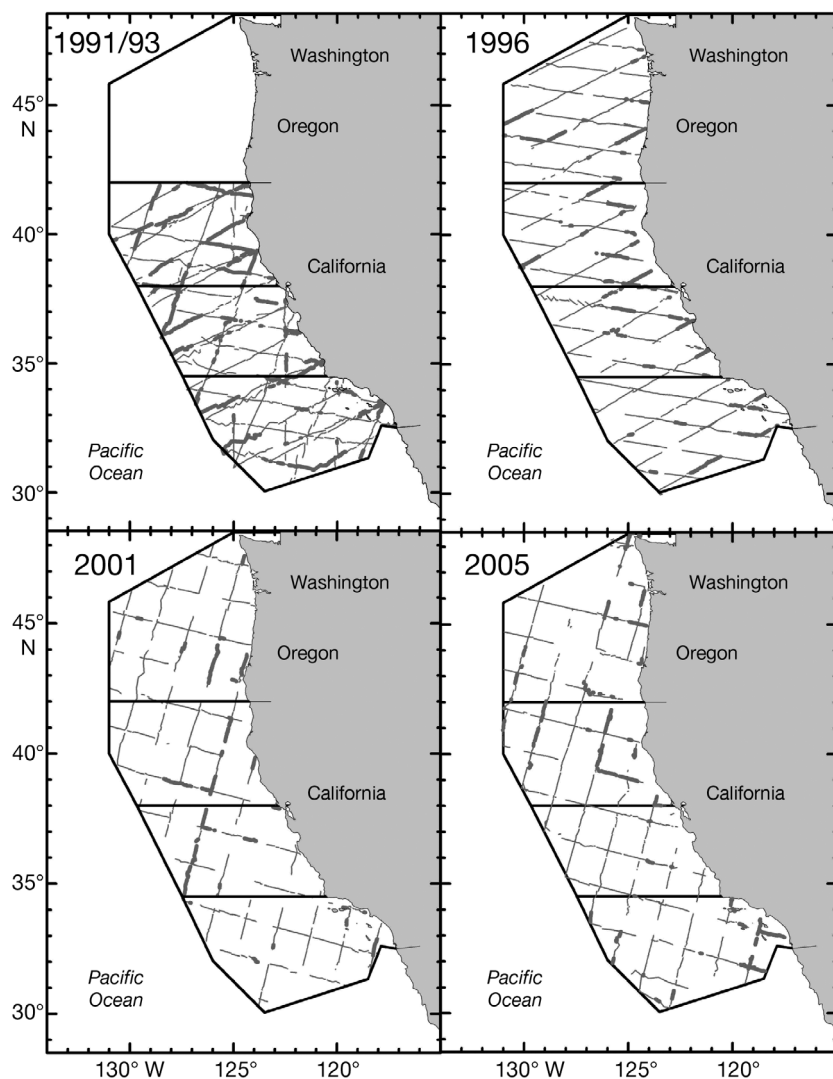 1991/93
Washington
Oregon
California
Pacific
Ocean
45°
N
40°
35°
30°
1996
Washington
Oregon
California
Pacific
Ocean
2001
Washington
Oregon
California
Pacific
Ocean
45°
N
40°
35°
30°
130° W
125°
120°
2005
Washington
Oregon
California
Pacific
Ocean
130° W
125°
120°